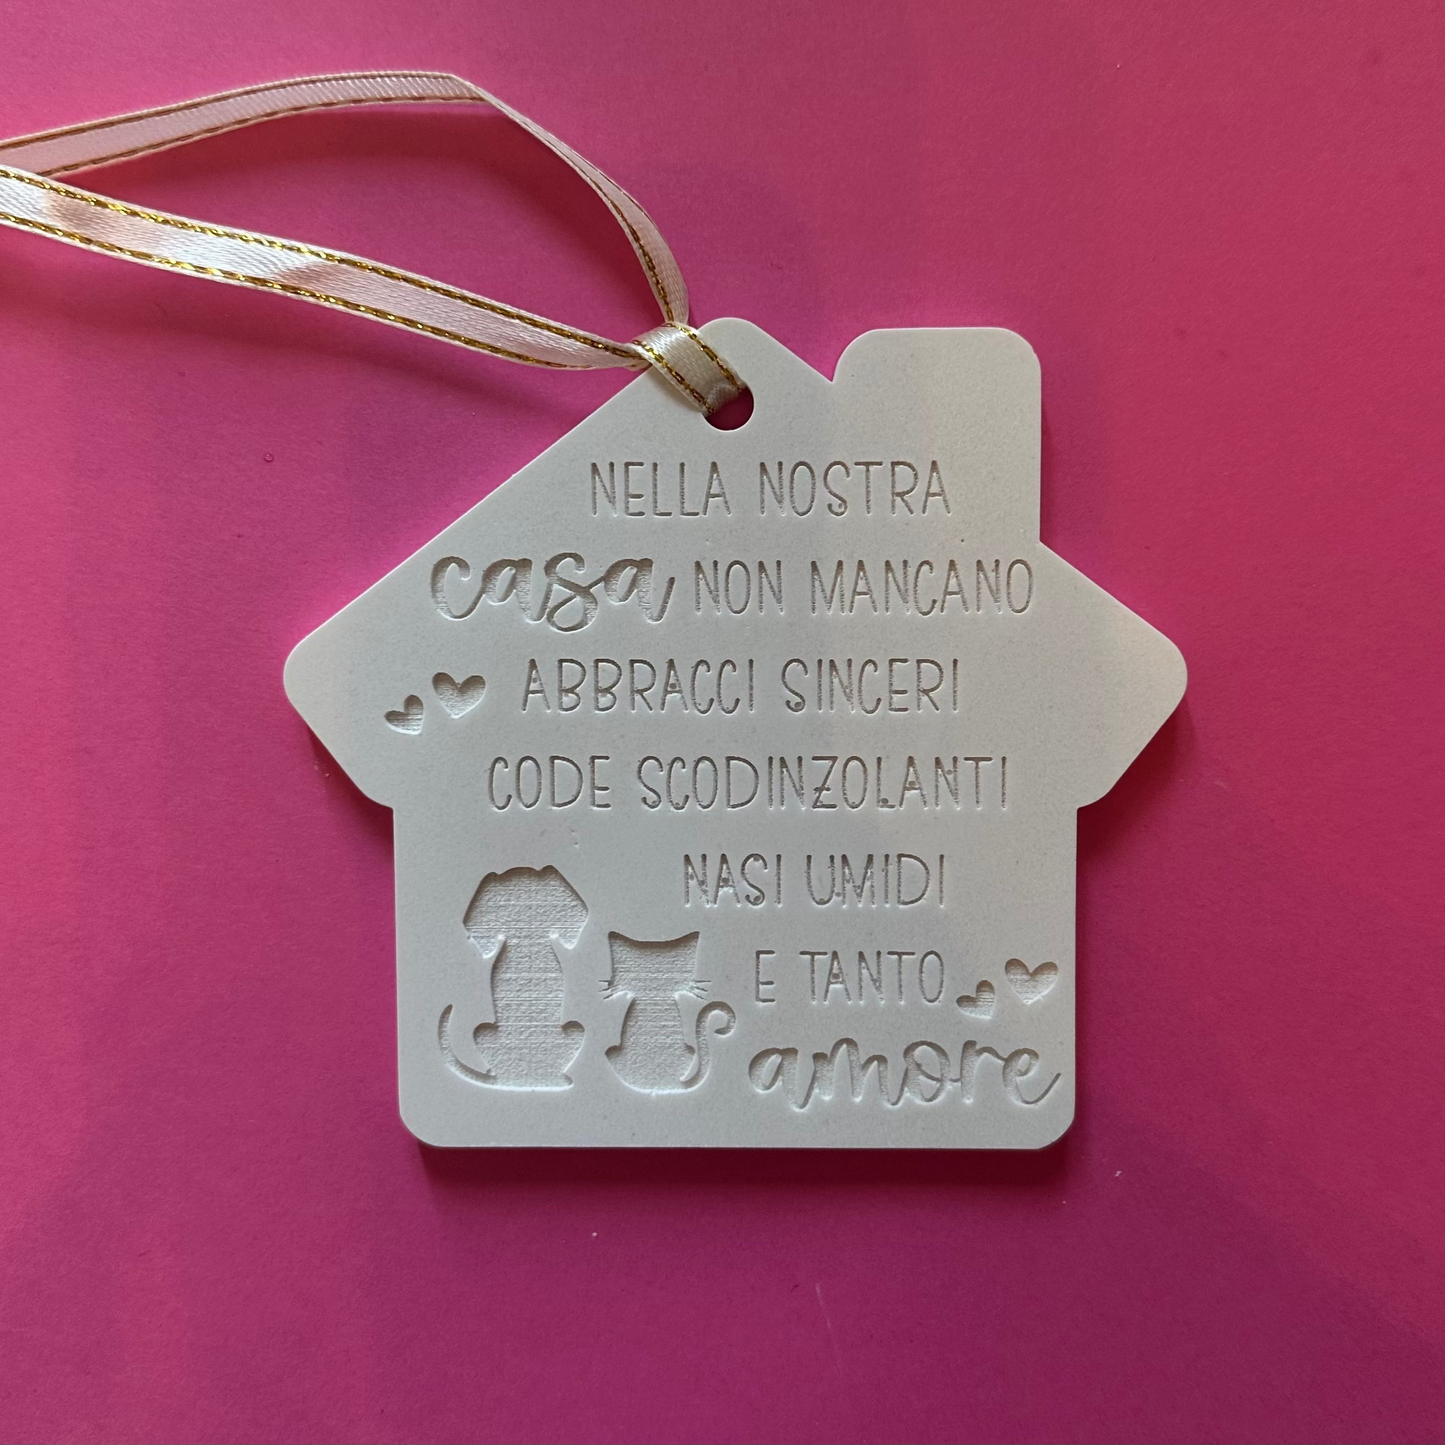 NELLA NOSTRA
casa NON MANCANO
ABBRACCI SINCERI
CODE SCODINZOLANTI
NASI UMIDI
E TANTO
amore